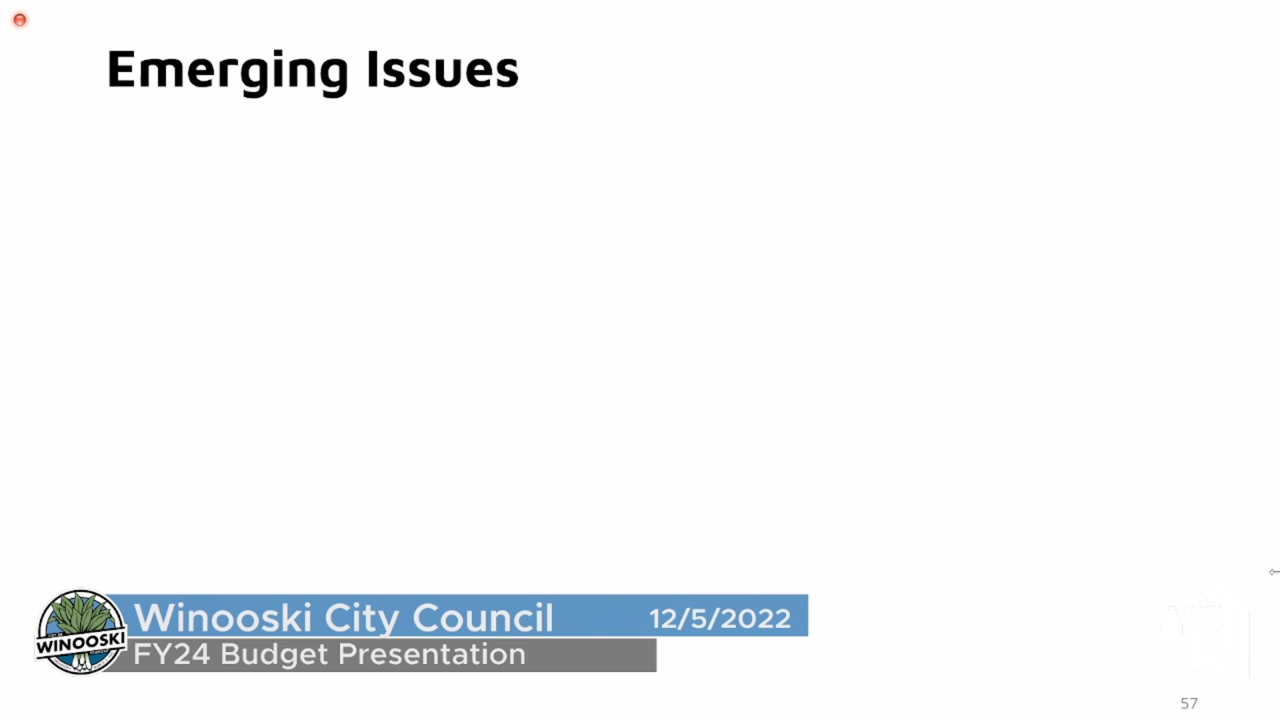 Emerging Issues
Winooski City Council
12/5/2022
WINOOSKI
FY24 Budget Presentation
57